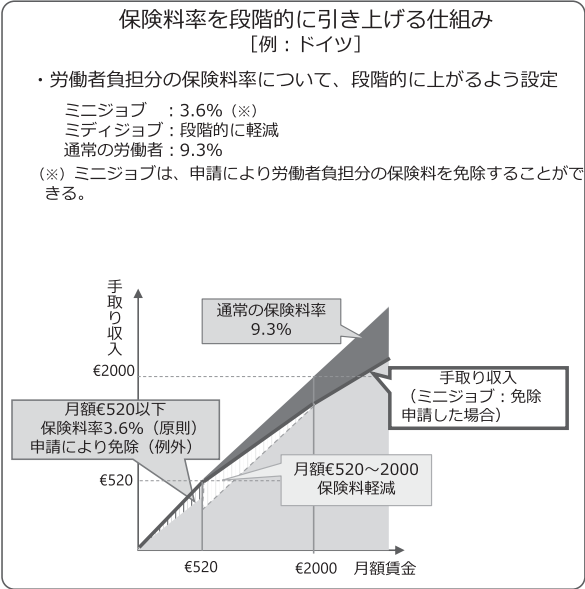 保険料率を段階的に引き上げる仕組み
[例：ドイツ]
・労働者負担分の保険料率について、段階的に上がるよう設定
ミニジョブ　：3.6%（※）
ミディジョブ：段階的に軽減
通常の労働者：9.3%
（※）ミニジョブは、申請により労働者負担分の保険料を免除することがで
きる。
手取り収入
通常の保険料率
9.3%
€2000
手取り収入
（ミニジョブ：免除
申請した場合）
月額€520以下
保険料率3.6%（原則）
申請により免除（例外）
€520
月額€520～2000
保険料軽減
€520
€2000
月額賃金